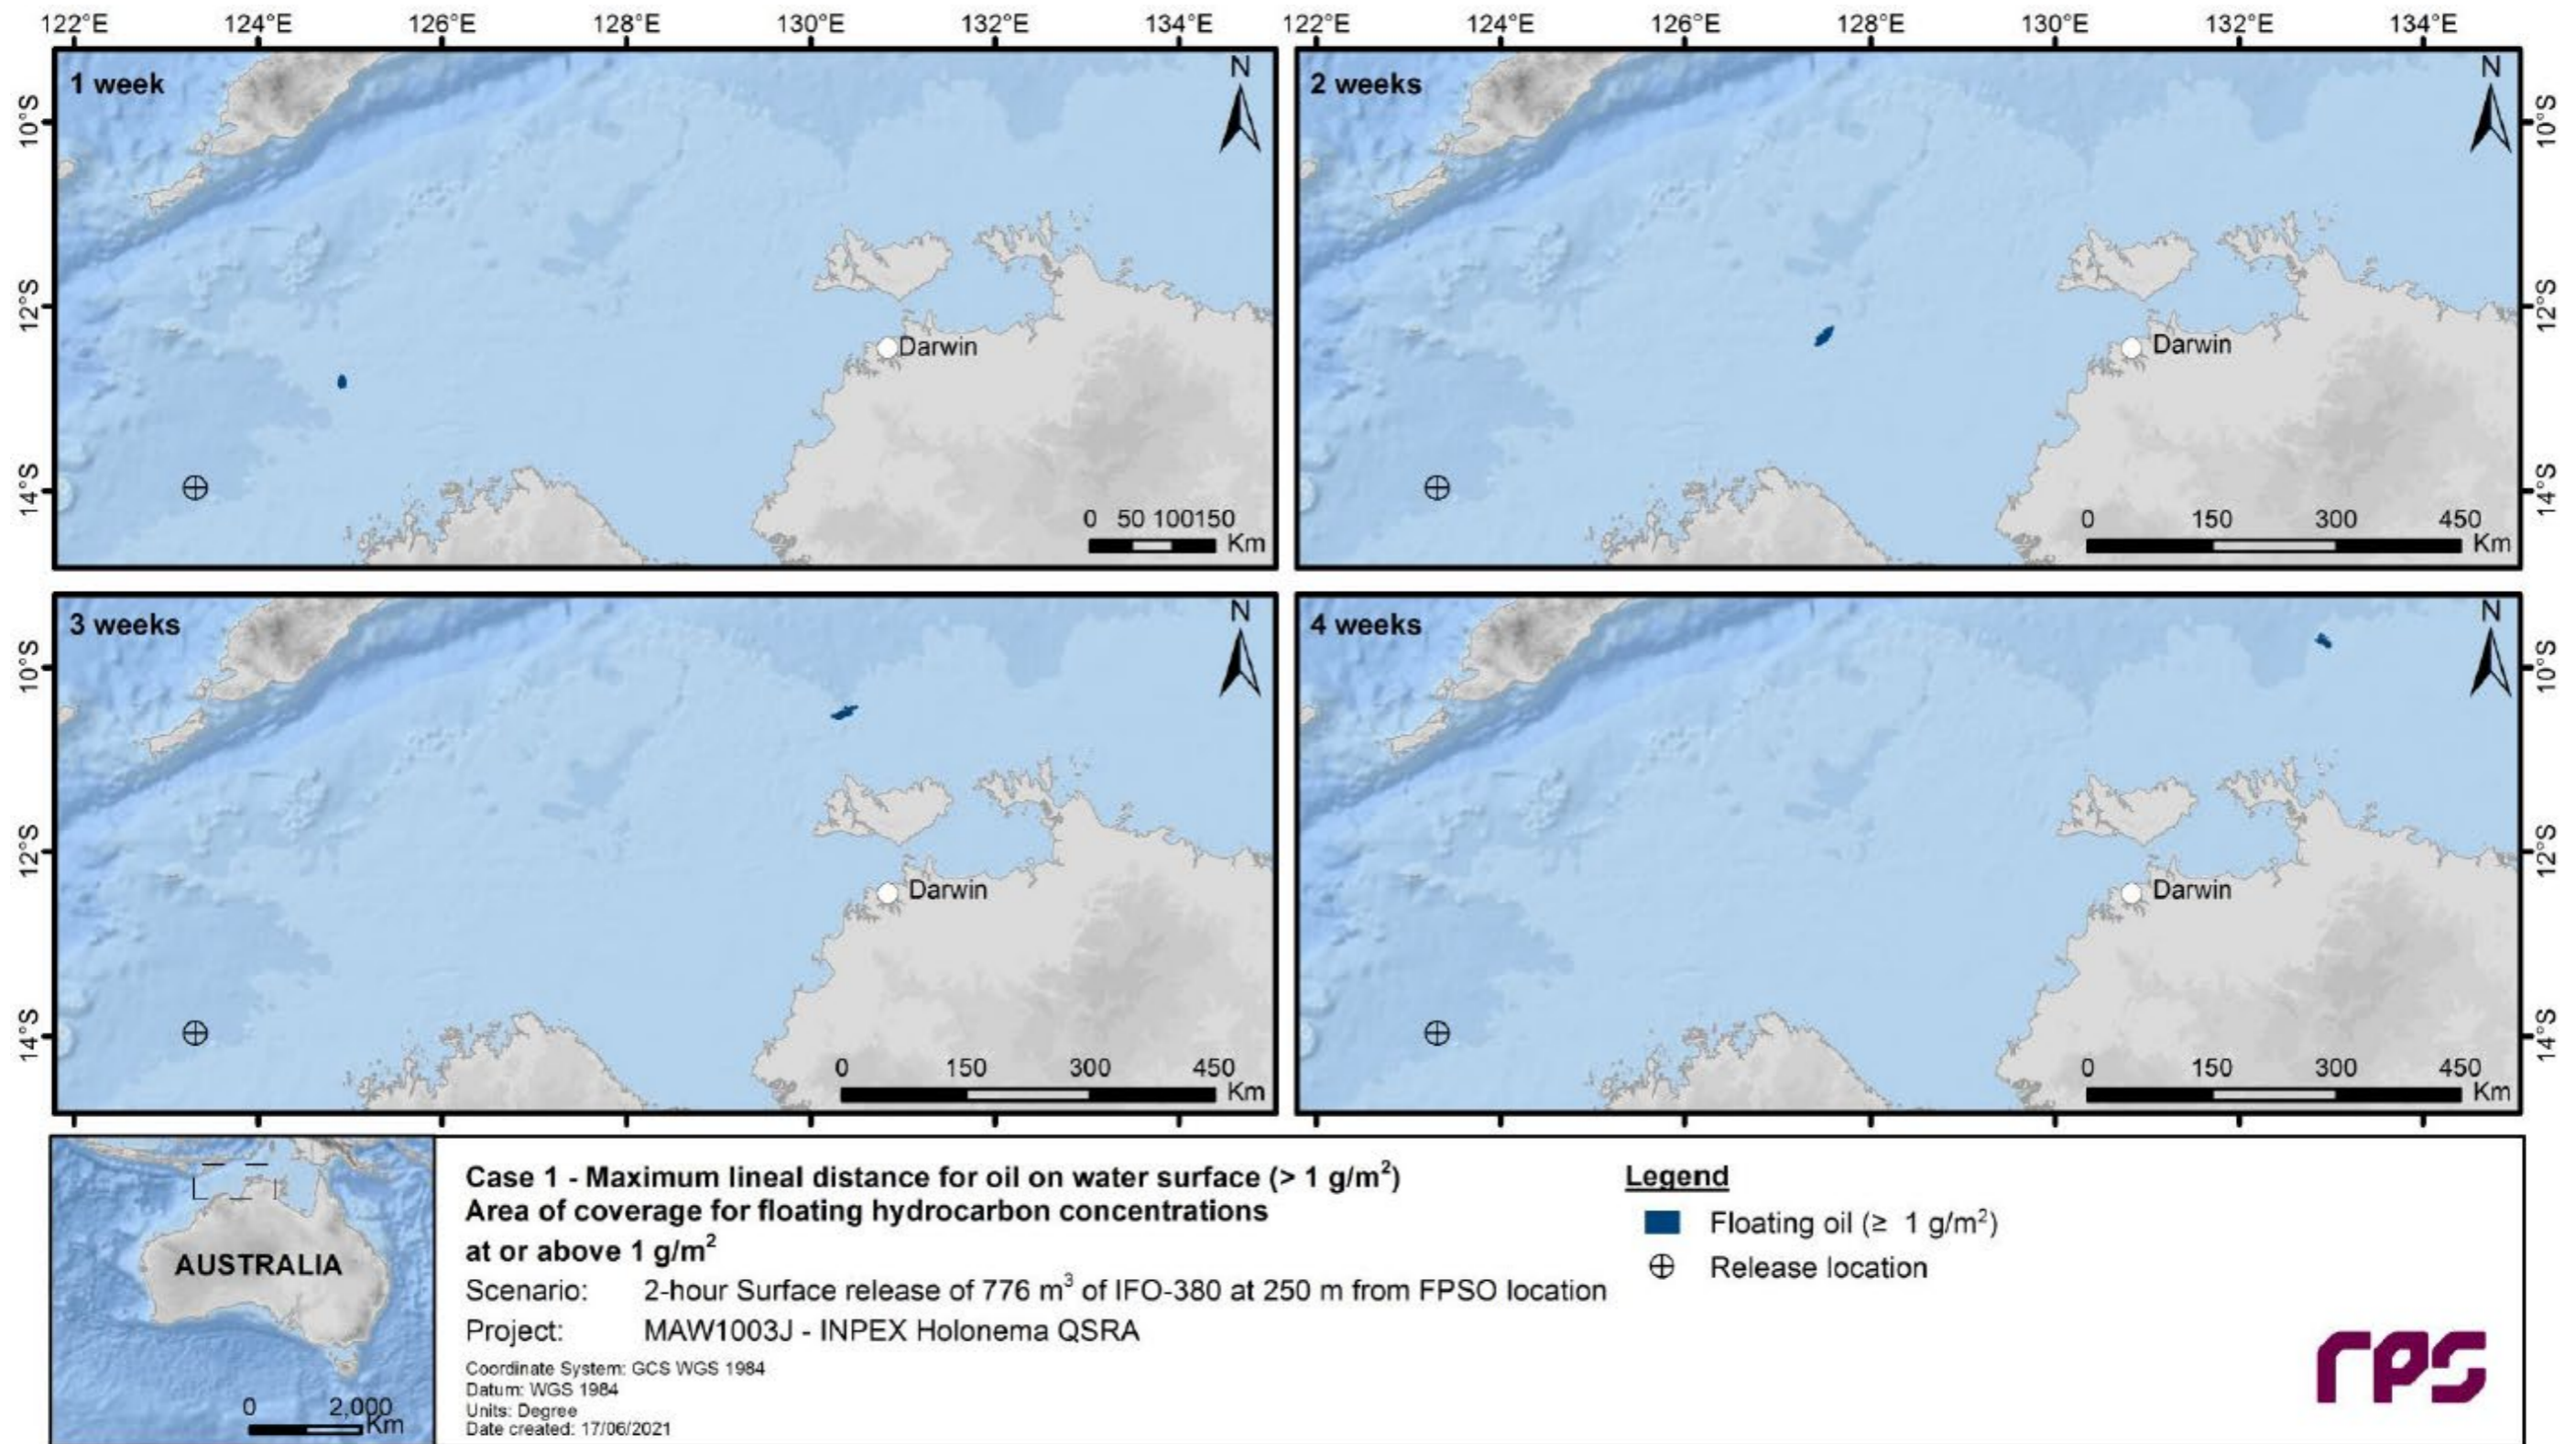 122°E 124°E 126°E 128°E 130°E 132°E 134°E 122°E 124°E 126°E 128°E 130°E 132°E 134°E
1 week
N
10°S
12°S
14°S
Darwin
0 50 100150
Km
2 weeks
N
10°S
12°S
14°S
Darwin
0 150 300 450
Km
3 weeks
N
10°S
12°S
14°S
Darwin
0 150 300 450
Km
4 weeks
N
10°S
12°S
14°S
Darwin
0 150 300 450
Km
AUSTRALIA
0 2,000
Km
Case 1 - Maximum lineal distance for oil on water surface (> 1 g/m²)
Area of coverage for floating hydrocarbon concentrations
at or above 1 g/m²
Scenario: 2-hour Surface release of 776 m³ of IFO-380 at 250 m from FPSO location
Project: MAW1003J - INPEX Holonema QSRA
Coordinate System: GCS WGS 1984
Datum: WGS 1984
Units: Degree
Date created: 17/06/2021
Legend
Floating oil (≥ 1 g/m²)
Release location
rps